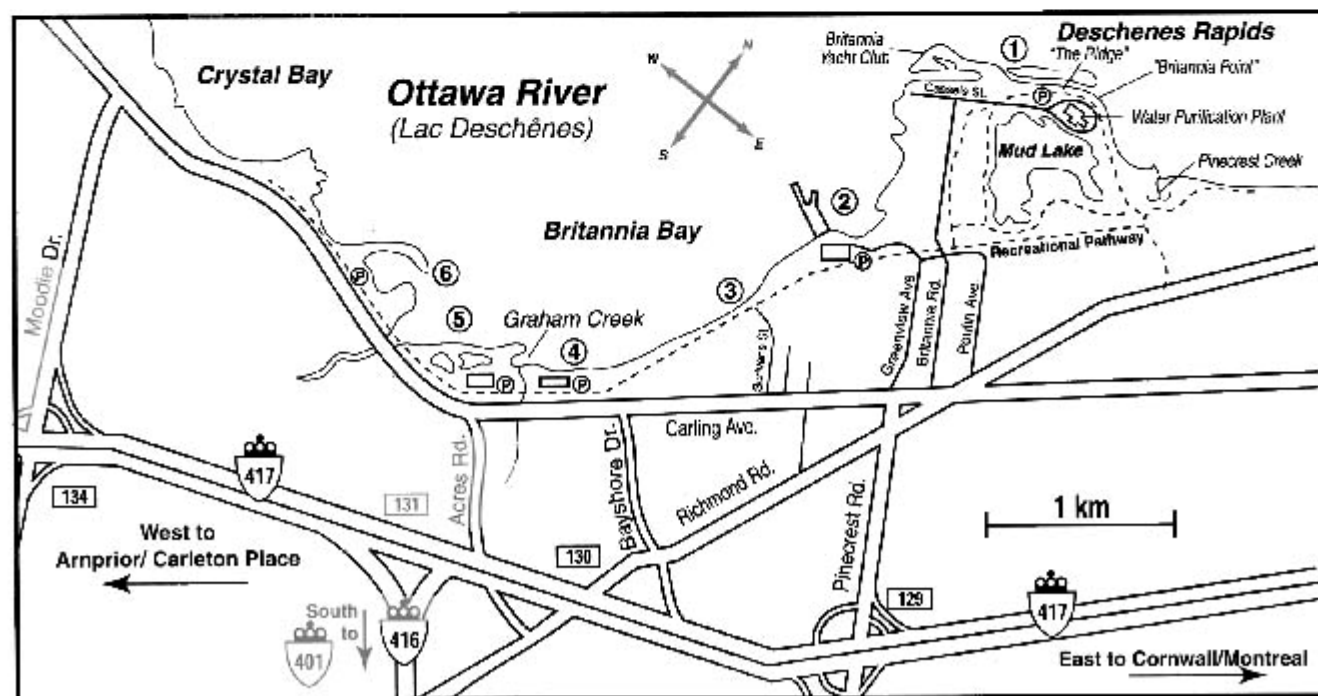 Deschenes Rapids
Britannia
Yacht Club
1
"The Ridge"
"Britannia Point"
Crystal Bay
Ottawa River
(Lac Deschênes)
N
W
S
E
Cassels St.
P
Water Purification Plant
Mud Lake
Pinecrest Creek
2
Britannia Bay
P
Recreational Pathway
6
P
3
5
Graham Creek
4
P
P
Moodie Dr.
Greenview Ave
Britannia Rd.
Poulin Ave
Carling Ave.
Acres Rd.
Bayshore Dr.
Richmond Rd.
Pinecrest Rd.
1 km
417
134
131
130
129
417
West to
Arnprior/ Carleton Place
South
to
401
416
East to Cornwall/Montreal